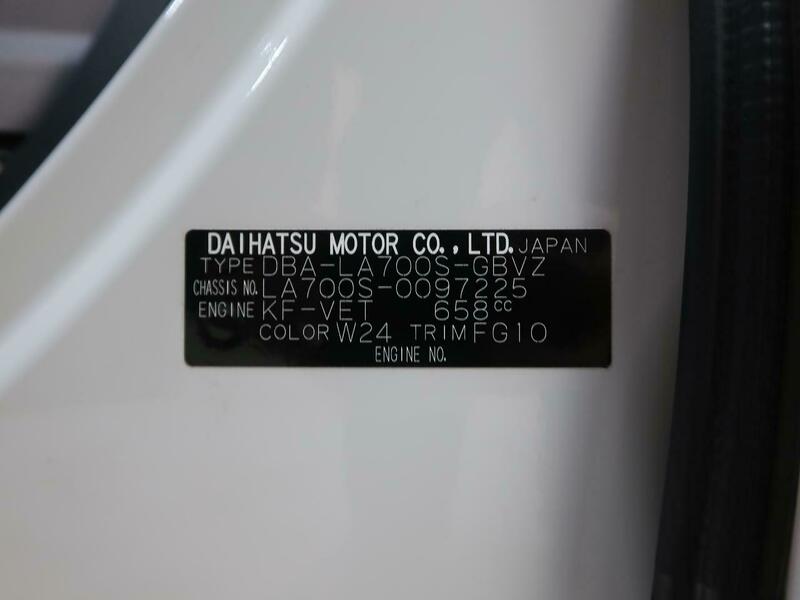 DAIHATSU MOTOR CO., LTD. JAPAN
TYPE DBA-LA700S-GBVZ
CHASSIS NO. LA700S-0097225
ENGINE KF-VET 658cc
COLOR W24 TRIM FG10
ENGINE NO.